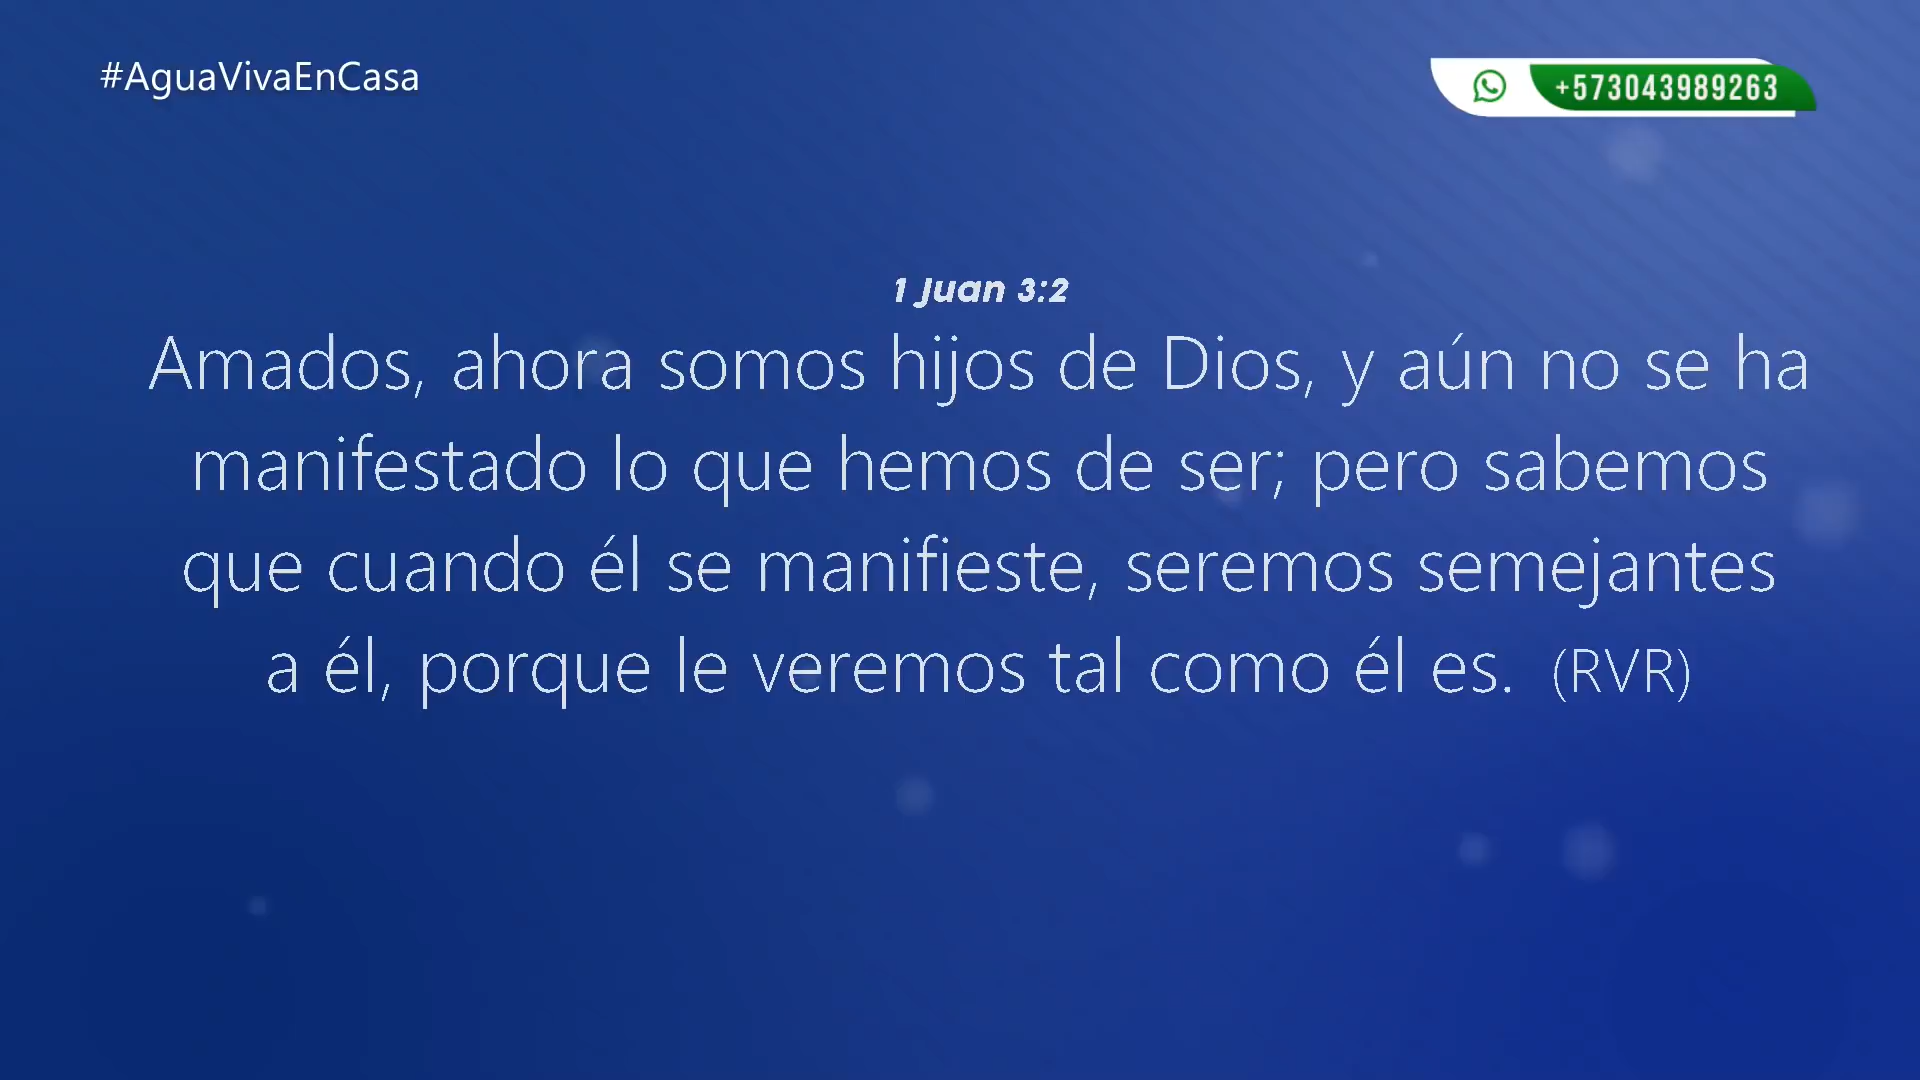 #AguaVivaEnCasa
+573043989263
1 Juan 3:2
Amados, ahora somos hijos de Dios, y aún no se ha
manifestado lo que hemos de ser; pero sabemos
que cuando él se manifieste, seremos semejantes
a él, porque le veremos tal como él es. (RVR)